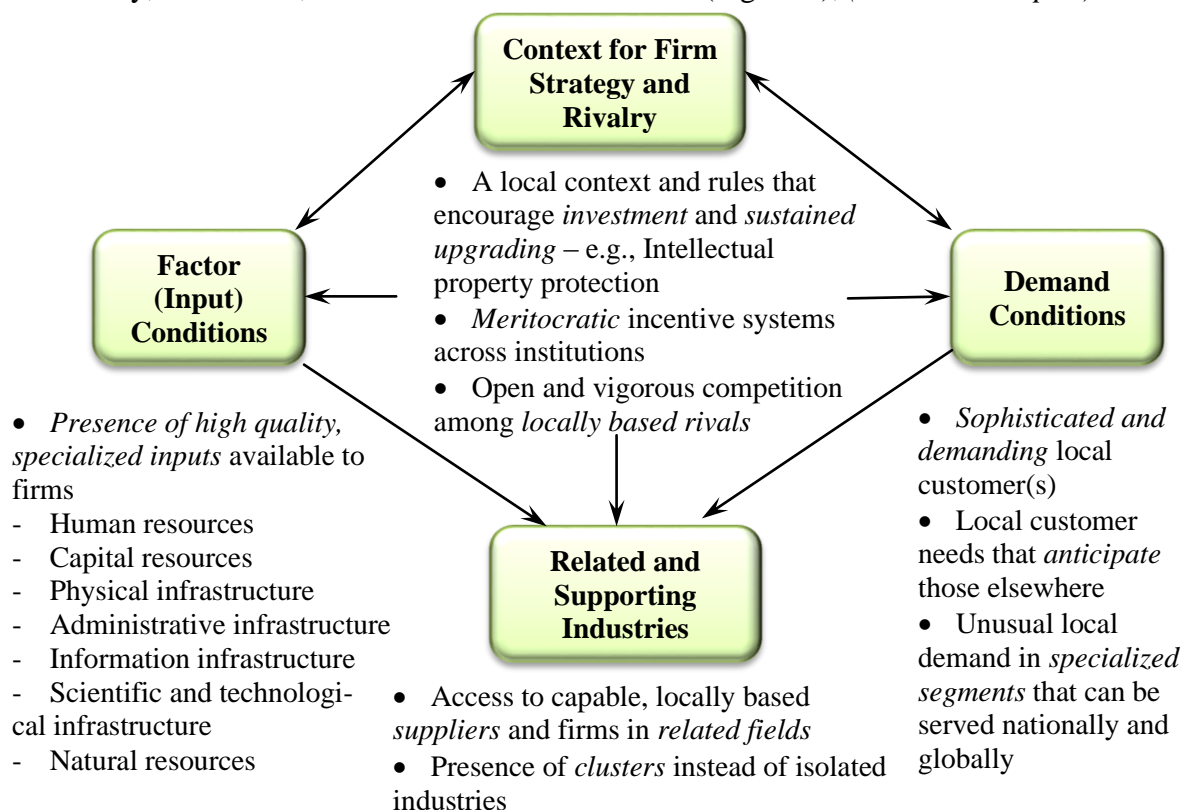 Context for Firm
Strategy and
Rivalry
• A local context and rules that
encourage investment and sustained
upgrading – e.g., Intellectual
property protection
• Meritocratic incentive systems
across institutions
• Open and vigorous competition
among locally based rivals
Factor
(Input)
Conditions
Demand
Conditions
• Presence of high quality,
specialized inputs available to
firms
- Human resources
- Capital resources
- Physical infrastructure
- Administrative infrastructure
- Information infrastructure
- Scientific and technologi-
cal infrastructure
- Natural resources
Related and
Supporting
Industries
• Access to capable, locally based
suppliers and firms in related fields
• Presence of clusters instead of isolated
industries
• Sophisticated and
demanding local
customer(s)
• Local customer
needs that anticipate
those elsewhere
• Unusual local
demand in specialized
segments that can be
served nationally and
globally